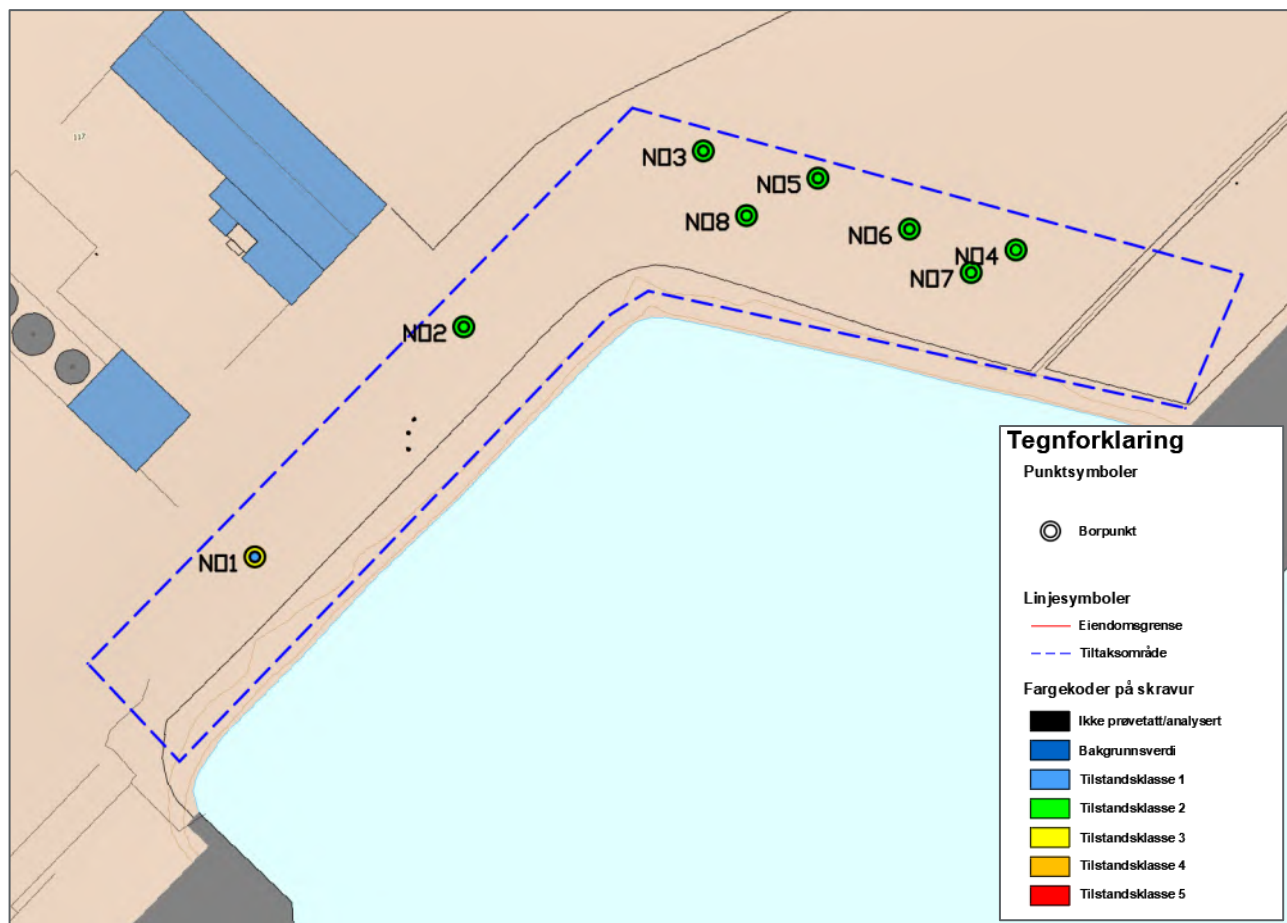 117
NO3
NO5
NO8
NO6
NO4
NO7
NO2
NO1
Tegnforklaring
Punktsymboler
Borpunkt
Linjesymboler
Eiendomsgrense
Tiltaksområde
Fargekoder på skravur
Ikke prøvetatt/analysert
Bakgrunnsverdi
Tilstandsklasse 1
Tilstandsklasse 2
Tilstandsklasse 3
Tilstandsklasse 4
Tilstandsklasse 5